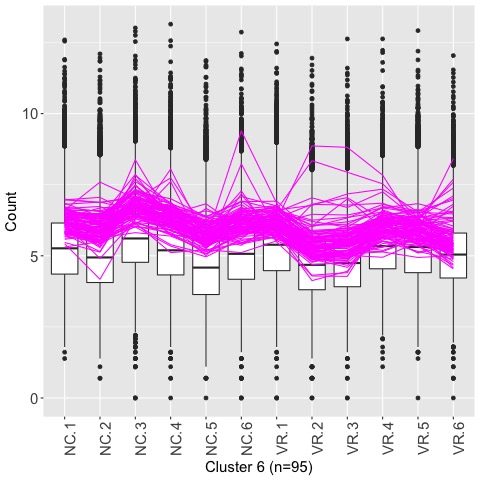 10
5
0
Count
NC.1
NC.2
NC.3
NC.4
NC.5
NC.6
VR.1
VR.2
VR.3
VR.4
VR.5
VR.6
Cluster 6 (n=95)